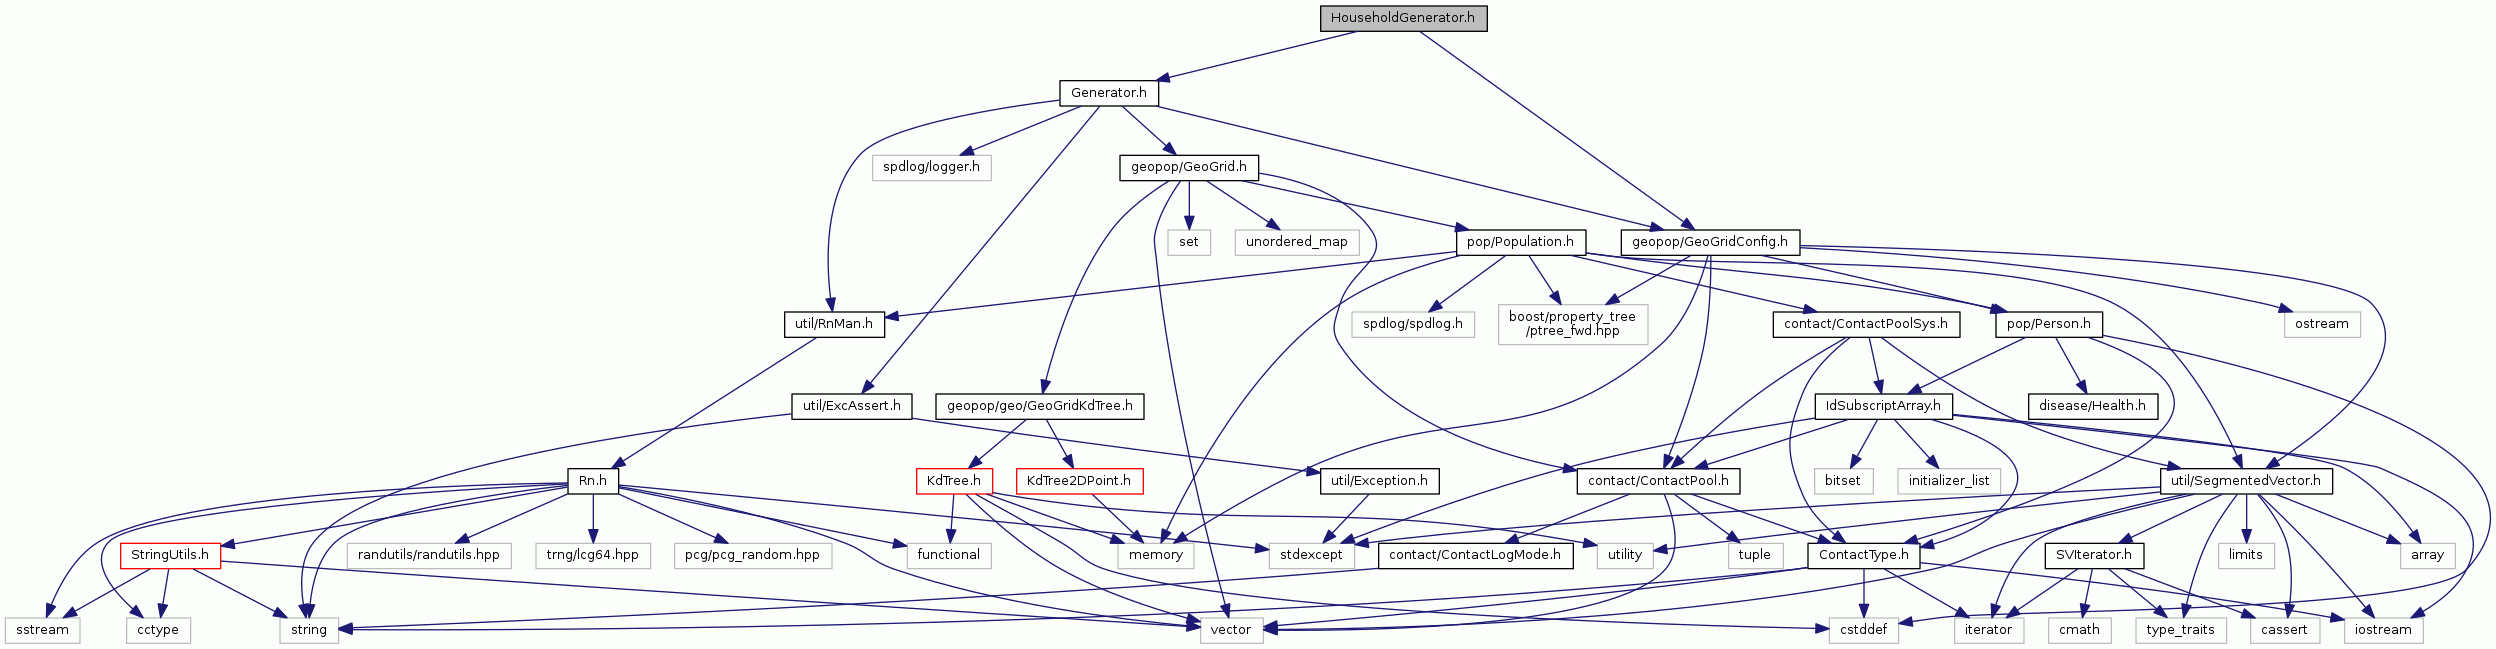 HouseholdGenerator.h
Generator.h
spdlog/logger.h
geopop/GeoGrid.h
set
unordered_map
pop/Population.h
geopop/GeoGridConfig.h
util/RnMan.h
spdlog/spdlog.h
boost/property_tree
/ptree_fwd.hpp
contact/ContactPoolSys.h
pop/Person.h
ostream
util/ExcAssert.h
geopop/geo/GeoGridKdTree.h
IdSubscriptArray.h
disease/Health.h
Rn.h
KdTree.h
KdTree2DPoint.h
util/Exception.h
contact/ContactPool.h
bitset
initializer_list
util/SegmentedVector.h
StringUtils.h
randutils/randutils.hpp
trng/lcg64.hpp
pcg/pcg_random.hpp
functional
memory
stdexcept
contact/ContactLogMode.h
utility
tuple
ContactType.h
SVIterator.h
limits
array
sstream
cctype
string
vector
cstddef
iterator
cmath
type_traits
cassert
iostream